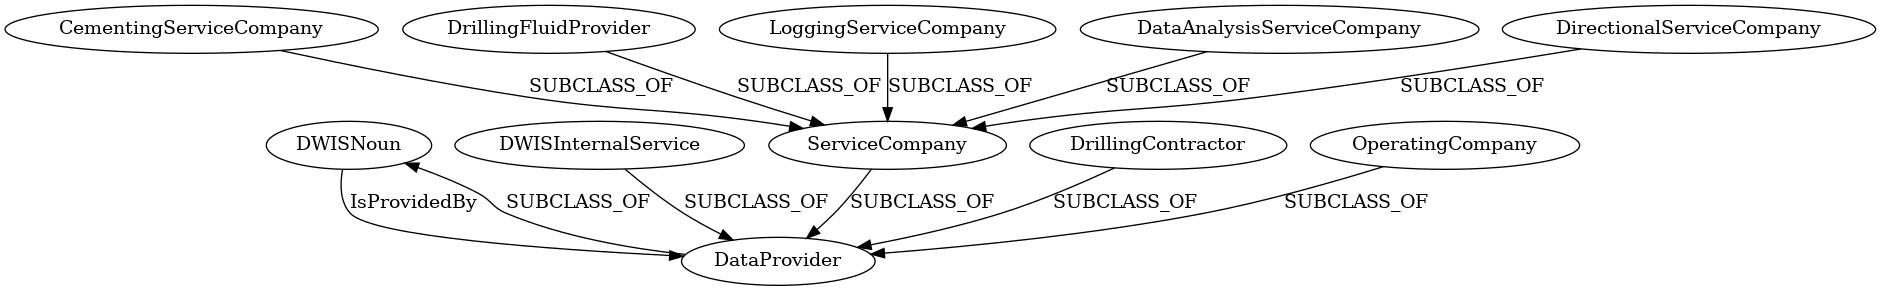 CementingServiceCompany
DrillingFluidProvider
LoggingServiceCompany
DataAnalysisServiceCompany
DirectionalServiceCompany
SUBCLASS_OF
SUBCLASS_OF
SUBCLASS_OF
SUBCLASS_OF
SUBCLASS_OF
DWISNoun
DWISInternalService
ServiceCompany
DrillingContractor
OperatingCompany
IsProvidedBy
SUBCLASS_OF
SUBCLASS_OF
SUBCLASS_OF
SUBCLASS_OF
SUBCLASS_OF
DataProvider